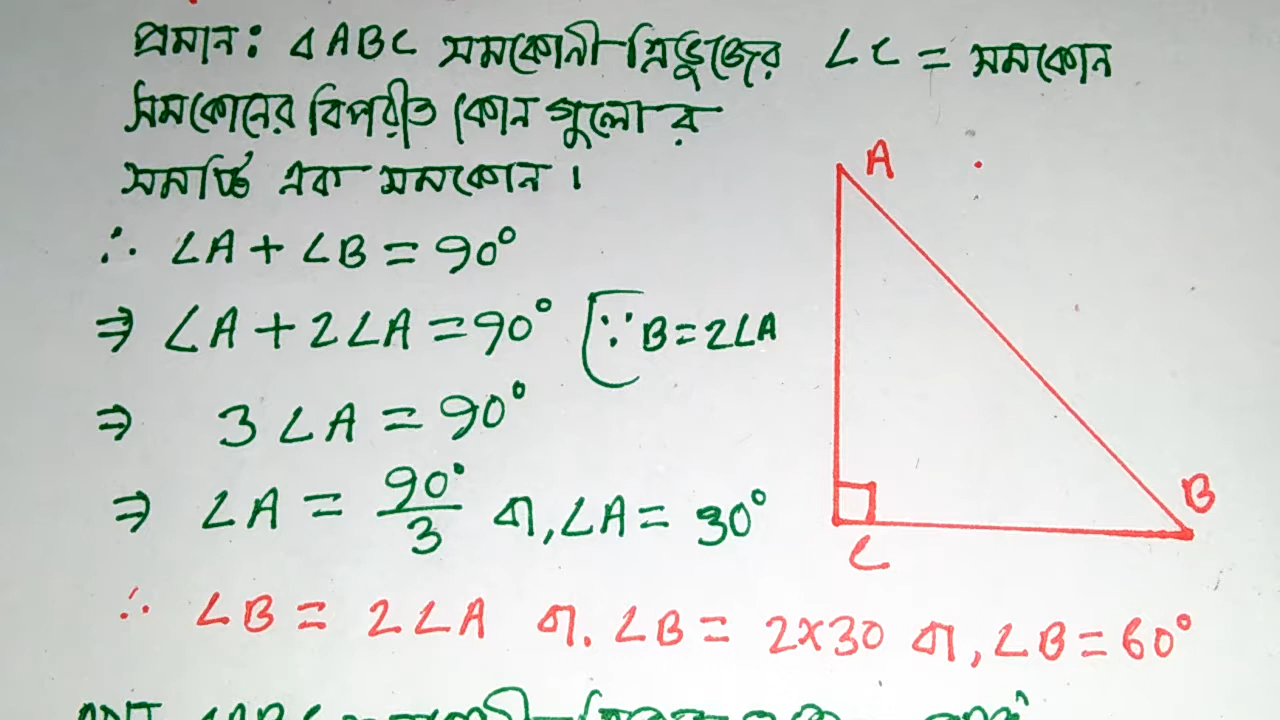 প্রমান: ∆ABC সমকোনী ত্রিভুজের ∠C = সমকোন
সমকোনের বিপরীত কোন গুলো র
সমষ্টি এক সমকোন।
∴ ∠A + ∠B = 90°
⇒ ∠A + 2∠A = 90° [∵ B = 2∠A
⇒ 3∠A = 90°
⇒ ∠A = 90°/3 বা, ∠A = 30°
∴ ∠B = 2∠A বা. ∠B = 2×30 বা, ∠B = 60°
A
B
C